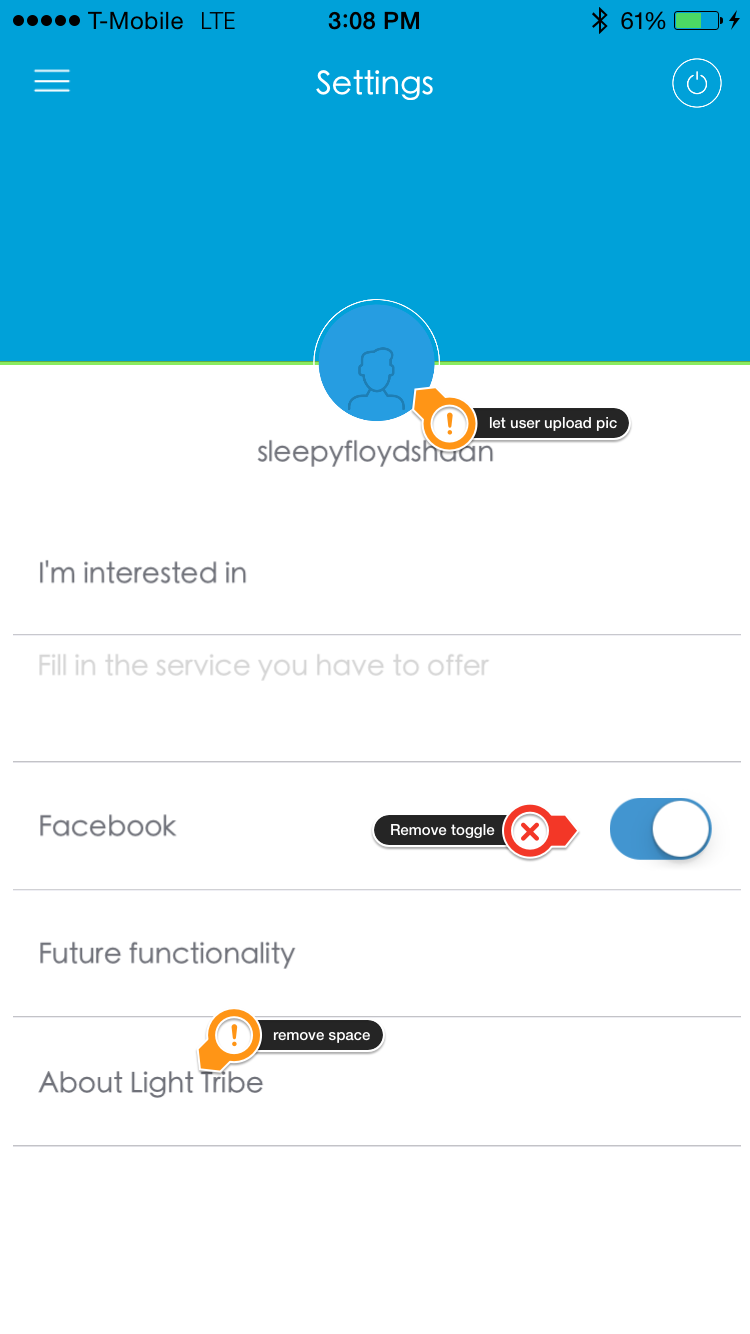 T-Mobile LTE 3:08 PM 61%
Settings
let user upload pic
sleepyfloydshaan
I'm interested in
Fill in the service you have to offer
Facebook
Remove toggle
Future functionality
remove space
About Light Tribe